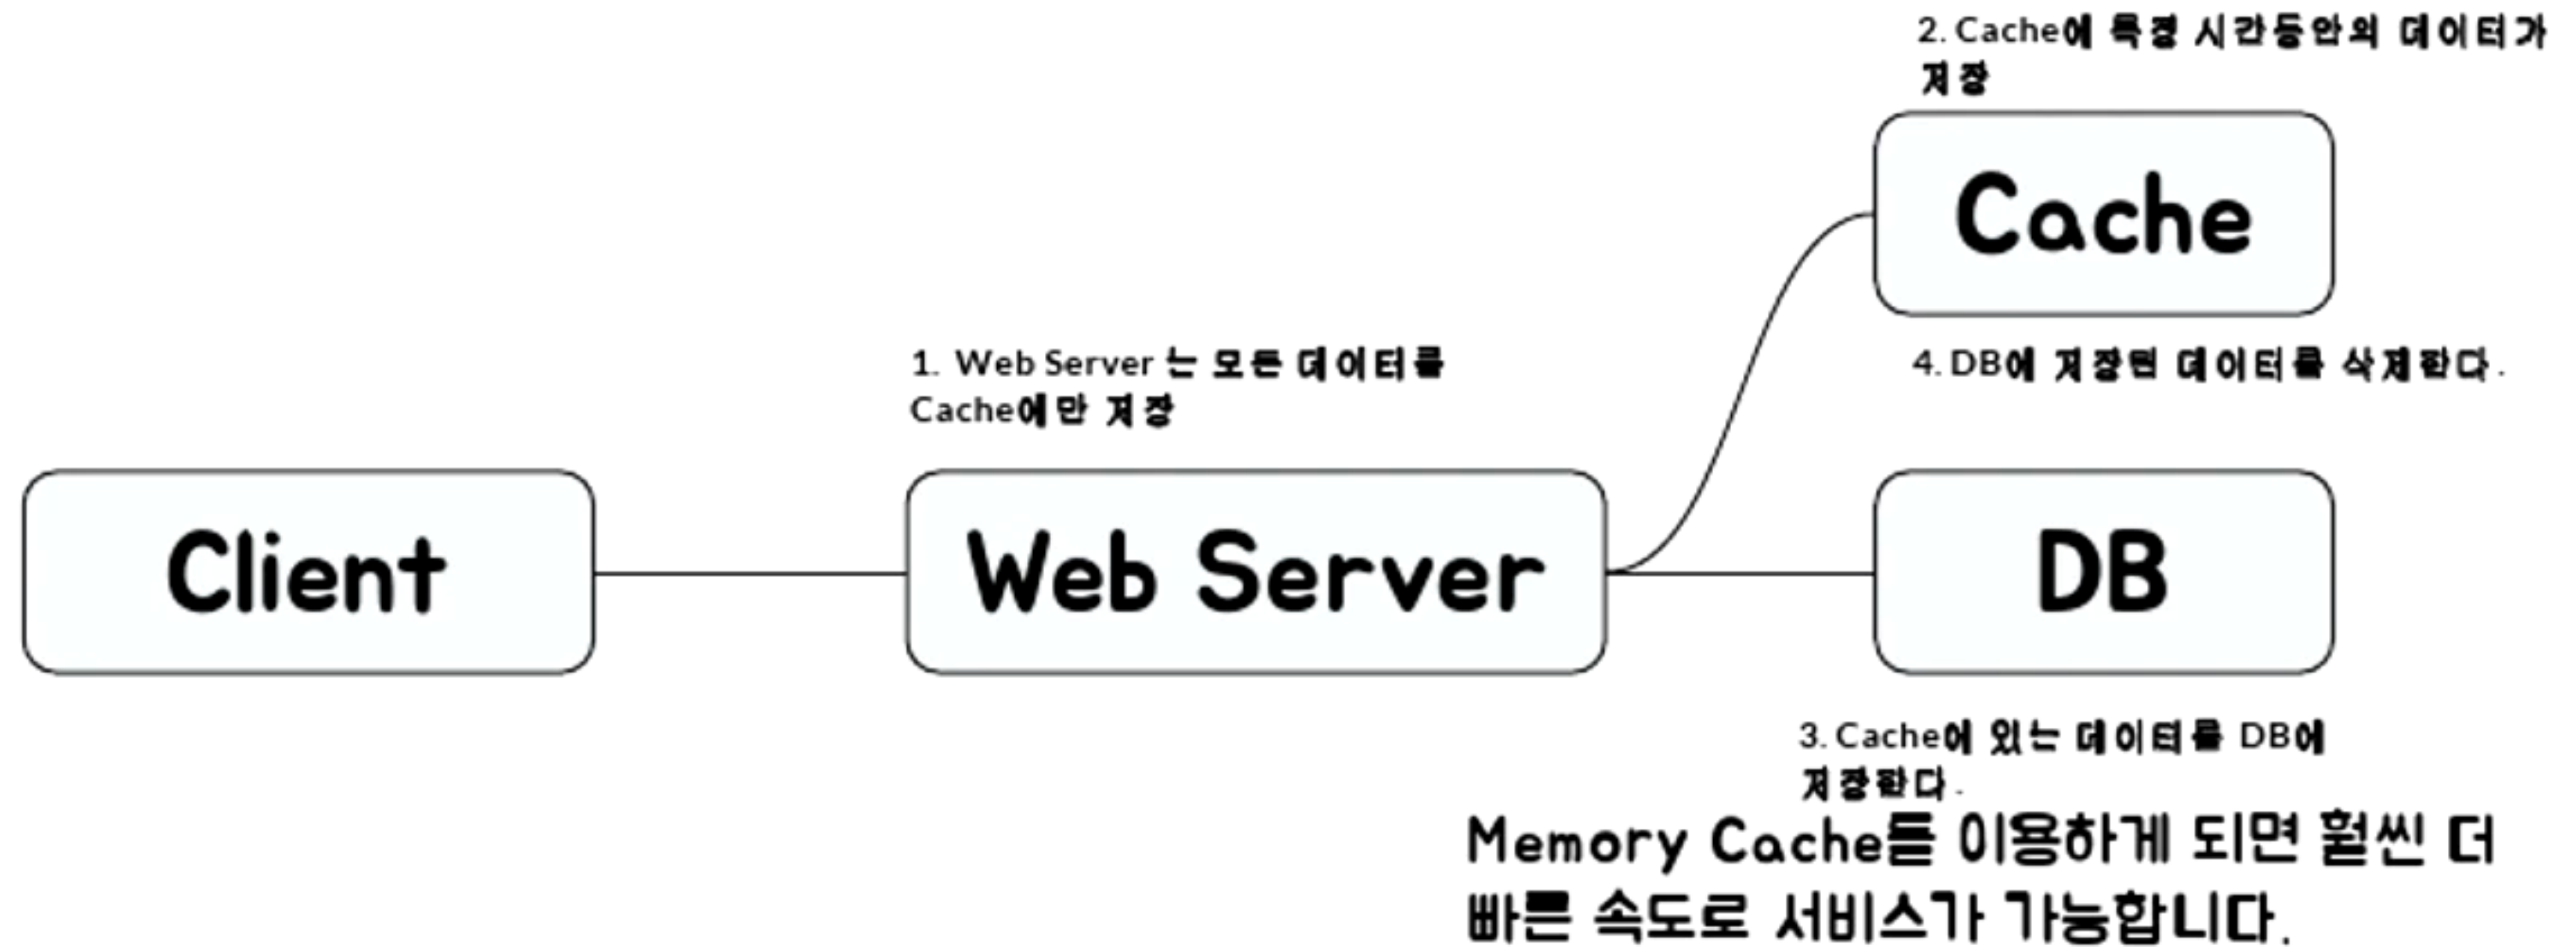 2. Cache에 특정 시간동안의 데이터가
저장
Cache
1. Web Server 는 모든 데이터를
Cache에만 저장
4. DB에 저장된 데이터를 삭제한다.
Client
Web Server
DB
3. Cache에 있는 데이터를 DB에
저장한다.
Memory Cache를 이용하게 되면 훨씬 더
빠른 속도로 서비스가 가능합니다.